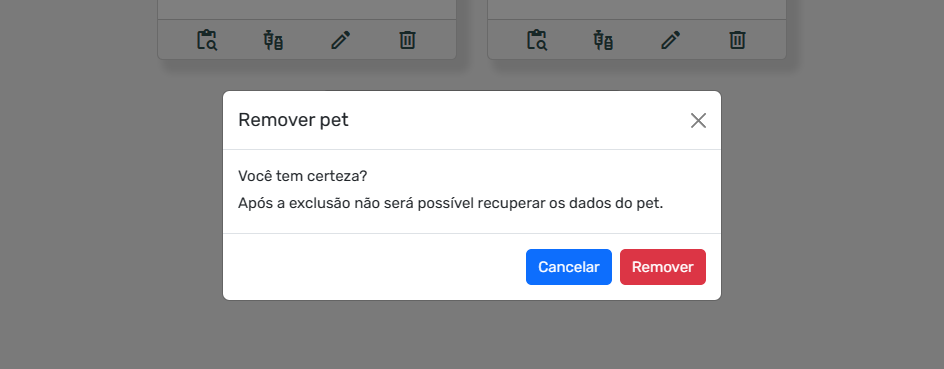 Remover pet
Você tem certeza?
Após a exclusão não será possível recuperar os dados do pet.
Cancelar
Remover